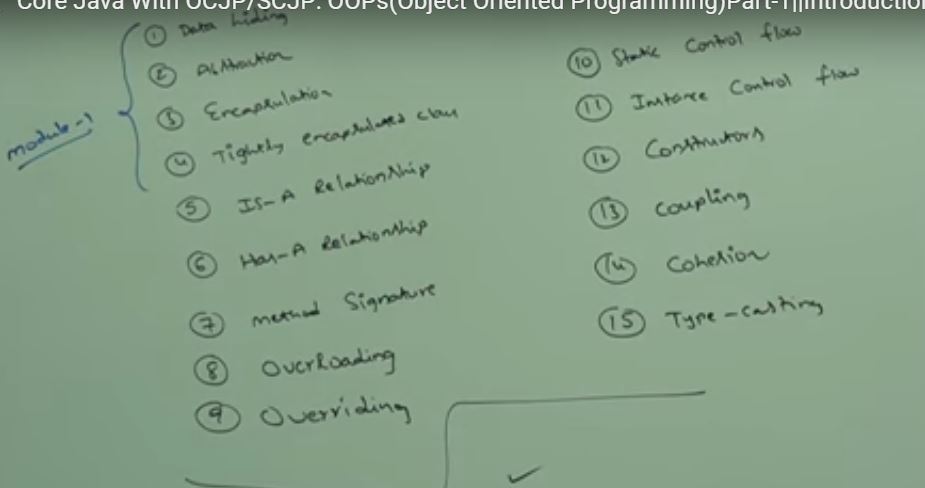 Core Java With OCJP/SCJP: OOPs(Object Oriented Programming)Part-1||introduction
module-1
① Data hiding
② Abstraction
③ Encapsulation
④ Tightly encapsulated class
⑤ IS-A Relationship
⑥ Has-A Relationship
⑦ method Signature
⑧ Overloading
⑨ Overriding
⑩ Static Control flow
⑪ Instance Control flow
⑫ Constructors
⑬ Coupling
⑭ Cohesion
⑮ Type-casting